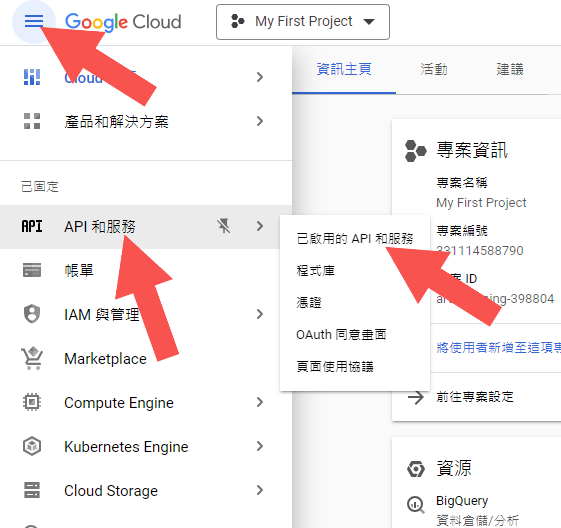 Google Cloud
My First Project
Cloud
產品和解決方案
已固定
API API 和服務
帳單
IAM 與管理
Marketplace
Compute Engine
Kubernetes Engine
Cloud Storage
已啟用的 API 和服務
程式庫
憑證
OAuth 同意畫面
頁面使用協議
資訊主頁
活動
建議
專案資訊
專案名稱
My First Project
專案編號
331114588790
ID
-398804
將使用者新增至這項專
前往專案設定
資源
BigQuery
資料倉儲/分析